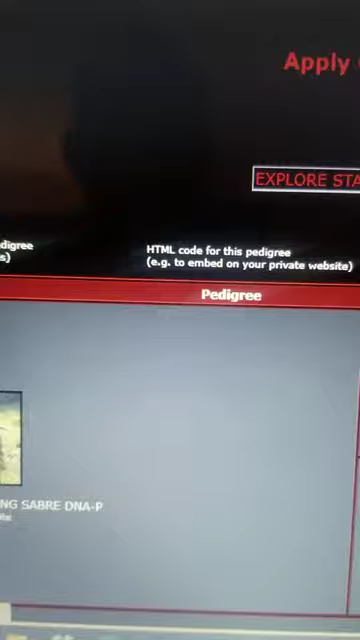 Apply
EXPLORE STA
edigree
s)
HTML code for this pedigree
(e.g. to embed on your private website)
Pedigree
NG SABRE DNA-P